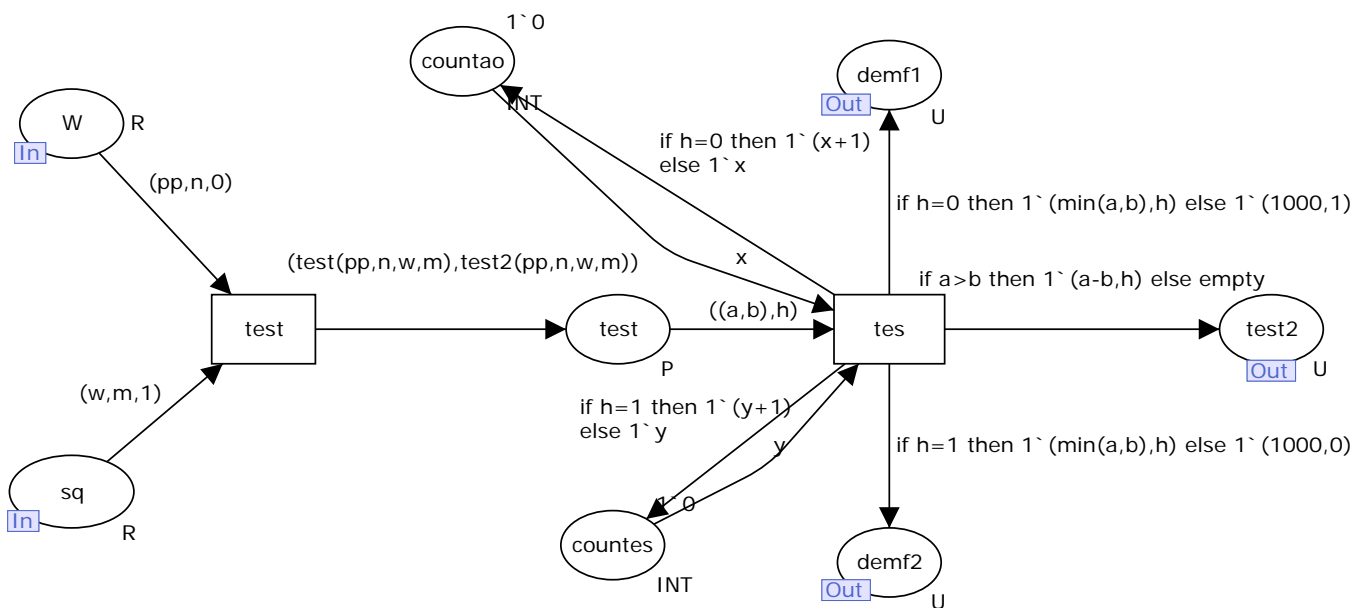 1`0
countao
INT
demf1
Out
U
W
R
In
(pp,n,0)
if h=0 then 1`(x+1)
else 1`x
if h=0 then 1`(min(a,b),h) else 1`(1000,1)
(test(pp,n,w,m),test2(pp,n,w,m))
x
if a>b then 1`(a-b,h) else empty
test
test
P
((a,b),h)
tes
test2
Out
U
(w,m,1)
if h=1 then 1`(y+1)
else 1`y
y
if h=1 then 1`(min(a,b),h) else 1`(1000,0)
sq
In
R
1`0
countes
INT
demf2
Out
U